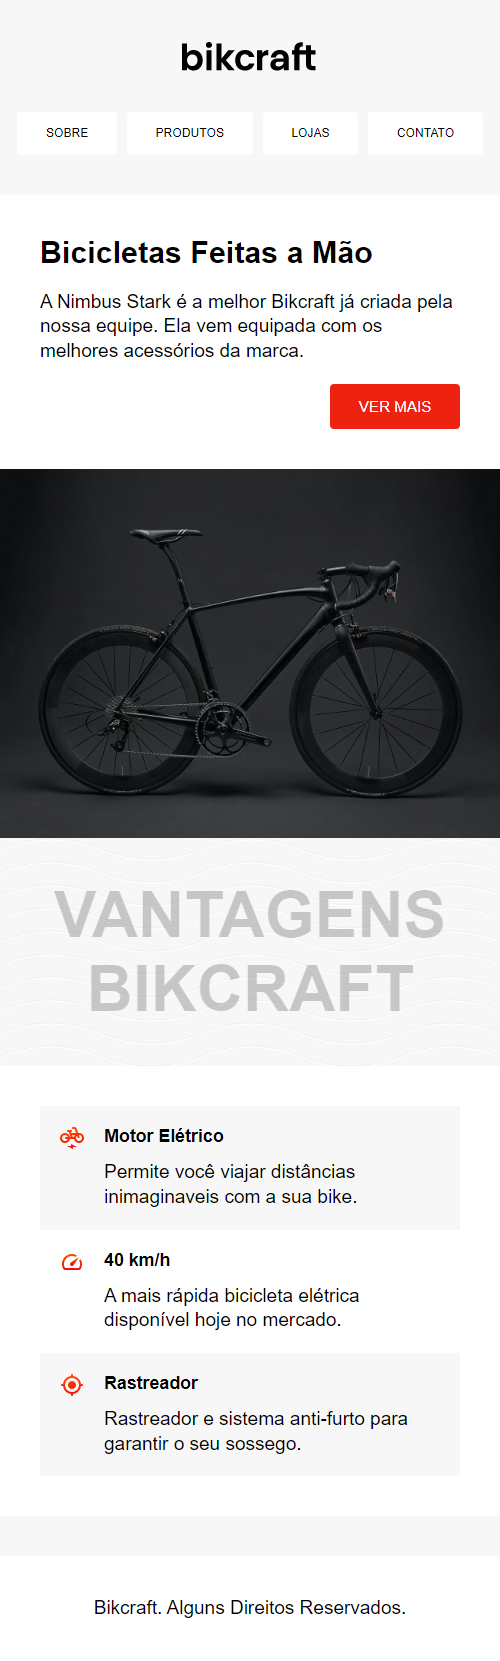 bikcraft
SOBRE PRODUTOS LOJAS CONTATO
Bicicletas Feitas a Mão
A Nimbus Stark é a melhor Bikcraft já criada pela
nossa equipe. Ela vem equipada com os
melhores acessórios da marca.
VER MAIS
VANTAGENS
BIKCRAFT
Motor Elétrico
Permite você viajar distâncias
inimaginaveis com a sua bike.
40 km/h
A mais rápida bicicleta elétrica
disponível hoje no mercado.
Rastreador
Rastreador e sistema anti-furto para
garantir o seu sossego.
Bikcraft. Alguns Direitos Reservados.